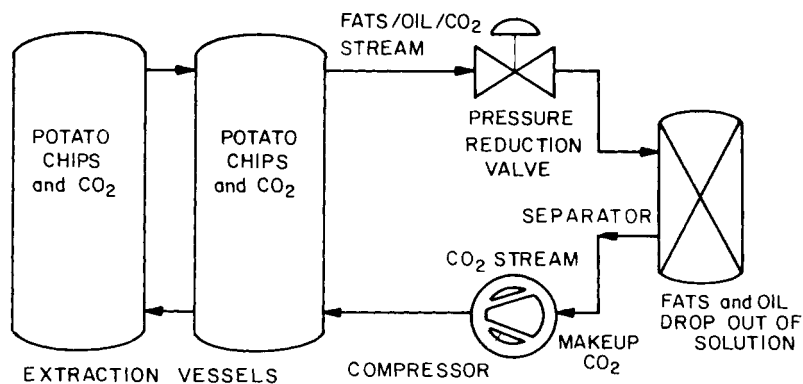 FATS/OIL/CO₂
STREAM
POTATO
CHIPS
and CO₂
POTATO
CHIPS
and CO₂
PRESSURE
REDUCTION
VALVE
SEPARATOR
CO₂ STREAM
FATS and OIL
DROP OUT OF
SOLUTION
MAKEUP
CO₂
COMPRESSOR
EXTRACTION VESSELS